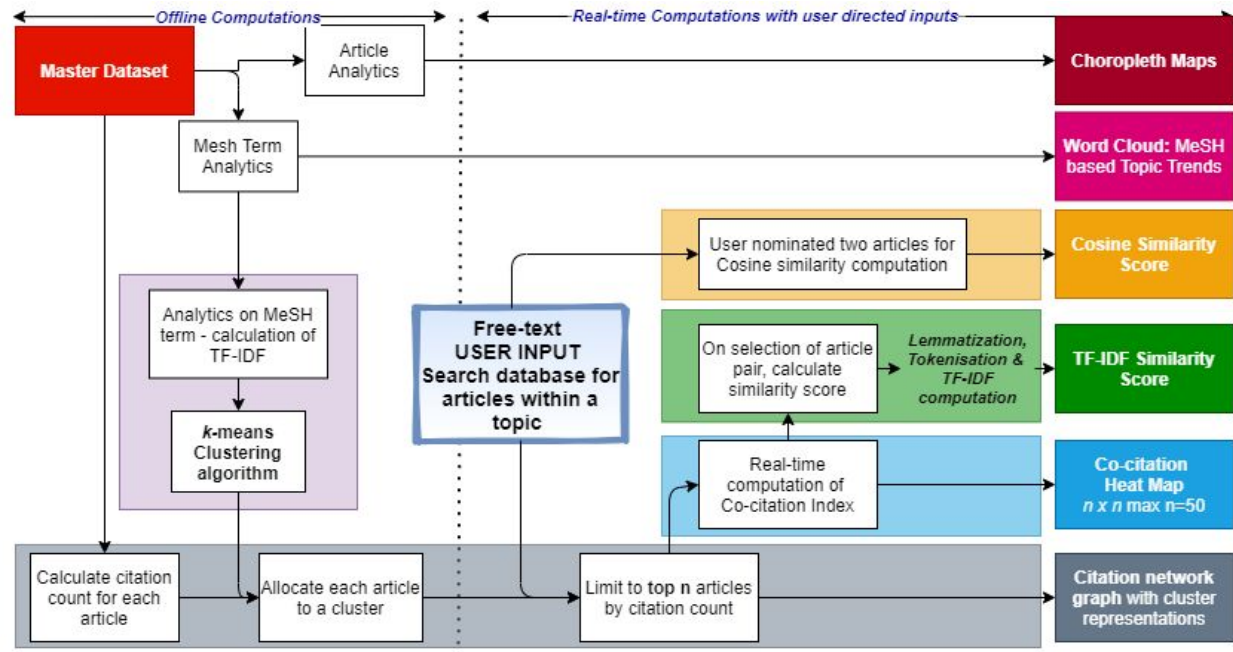 Offline Computations
Real-time Computations with user directed inputs
Master Dataset
Article
Analytics
Choropleth Maps
Mesh Term
Analytics
Word Cloud: MeSH
based Topic Trends
User nominated two articles for
Cosine similarity computation
Cosine Similarity
Score
Analytics on MeSH
term - calculation of
TF-IDF
Free-text
USER INPUT
Search database for
articles within a
topic
On selection of article
pair, calculate
similarity score
Lemmatization,
Tokenisation &
TF-IDF
computation
TF-IDF Similarity
Score
k-means
Clustering
algorithm
Real-time
computation of
Co-citation Index
Co-citation
Heat Map
n x n max n=50
Calculate citation
count for each
article
Allocate each article
to a cluster
Limit to top n articles
by citation count
Citation network
graph with cluster
representations